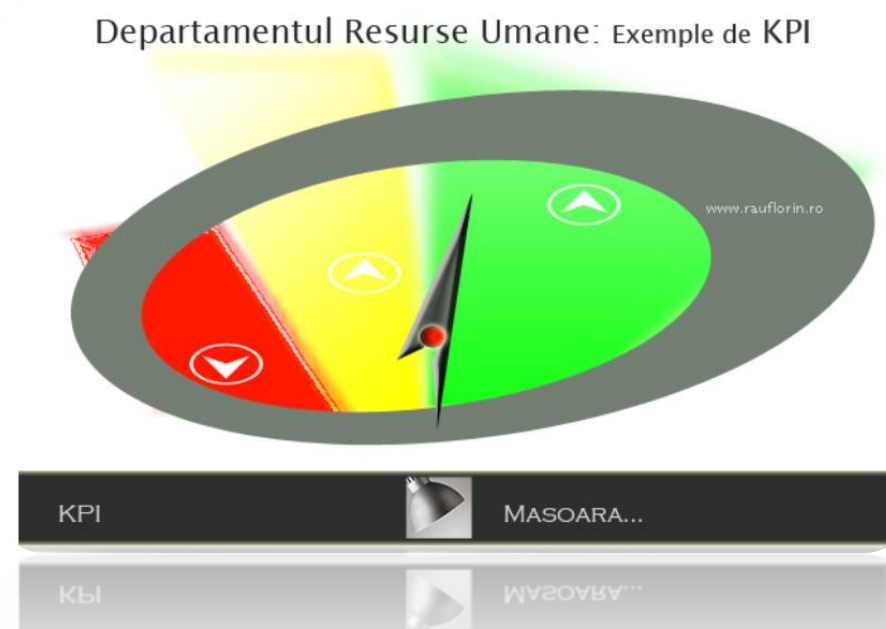 Departamentul Resurse Umane: Exemple de KPI
www.rauflorin.ro
KPI
MASOARA...